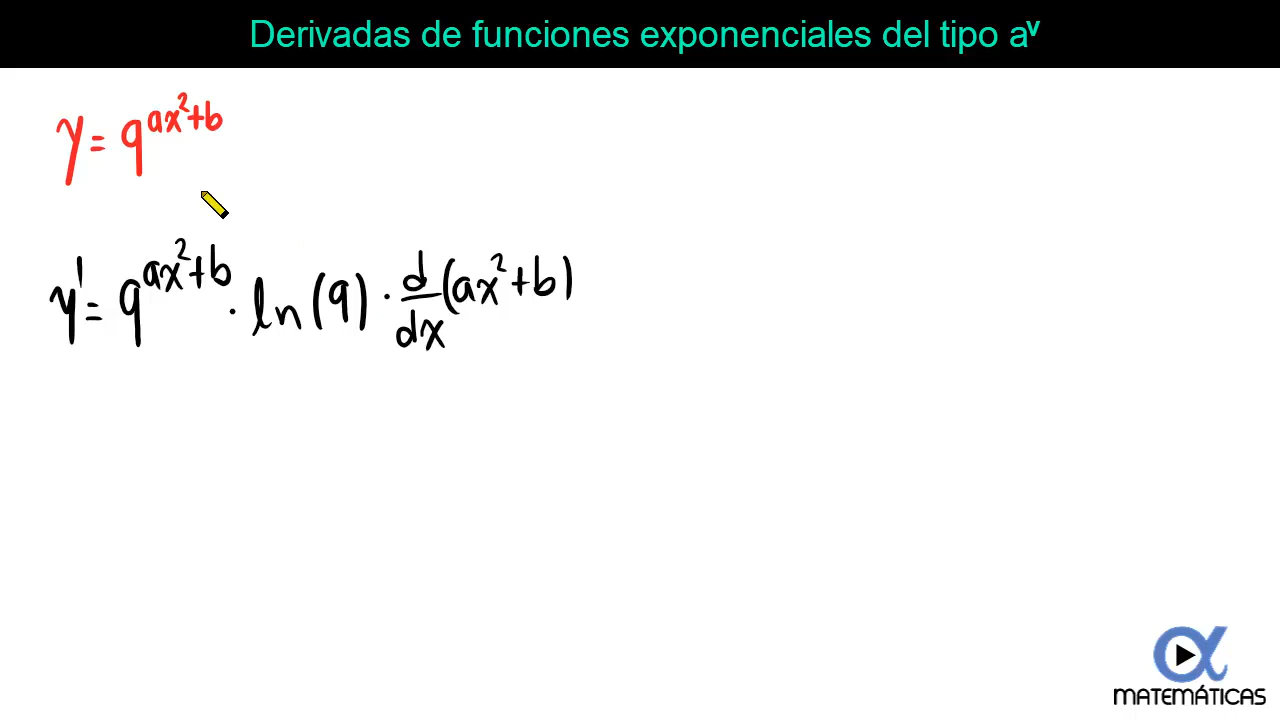 Derivadas de funciones exponenciales del tipo aᵛ
y = 9^(ax²+b)
y' = 9^(ax²+b) · ln(9) · d/dx (ax²+b)
MATEMÁTICAS